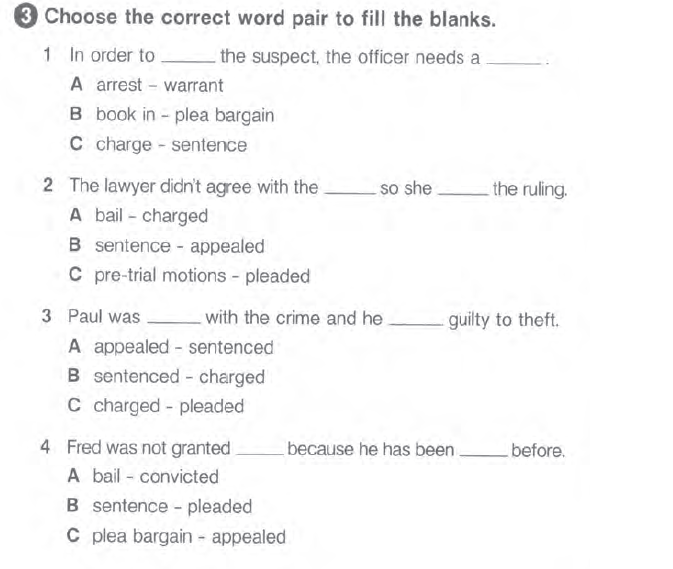 3 Choose the correct word pair to fill the blanks.
1 In order to ______ the suspect, the officer needs a ______ .
A arrest – warrant
B book in – plea bargain
C charge – sentence
2 The lawyer didn't agree with the ______ so she ______ the ruling.
A bail – charged
B sentence – appealed
C pre-trial motions – pleaded
3 Paul was ______ with the crime and he ______ guilty to theft.
A appealed – sentenced
B sentenced – charged
C charged – pleaded
4 Fred was not granted ______ because he has been ______ before.
A bail – convicted
B sentence – pleaded
C plea bargain – appealed